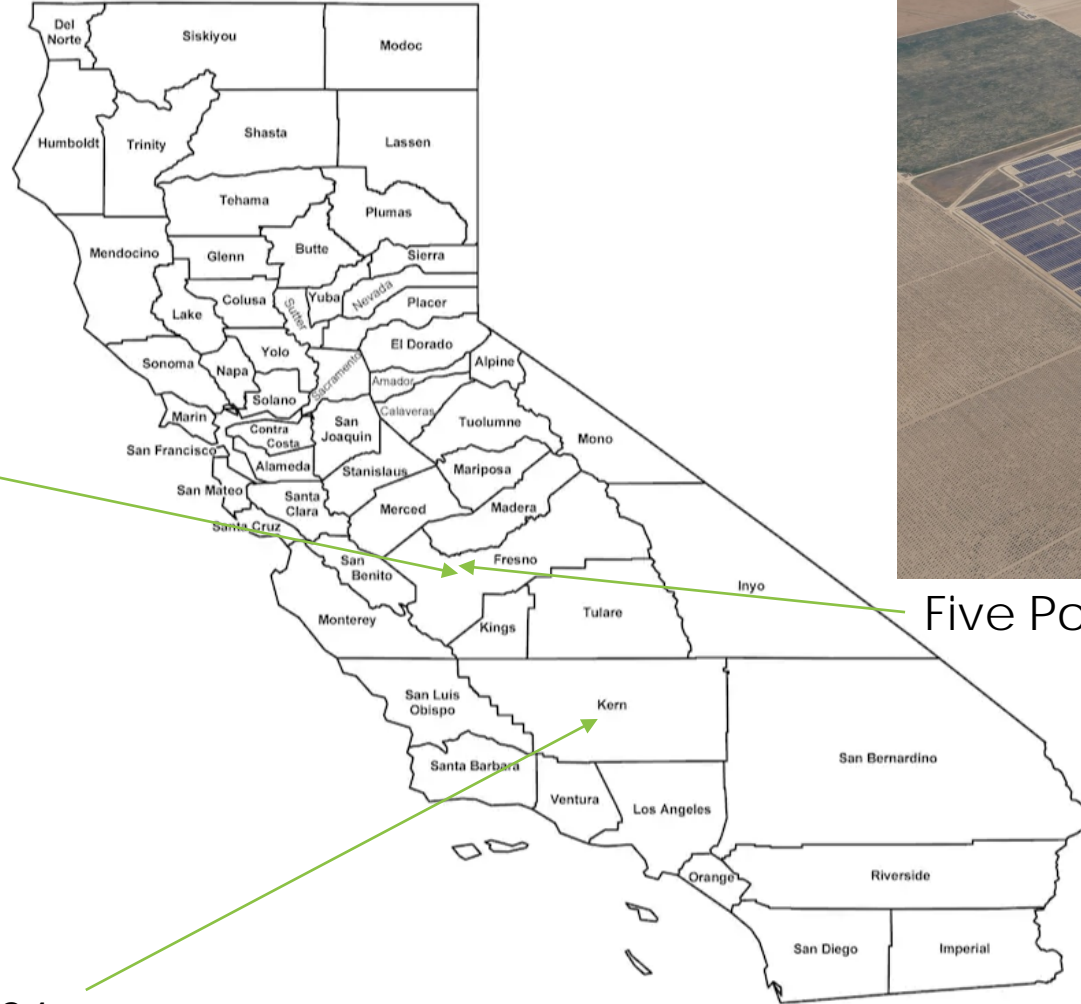 Del
Norte
Siskiyou
Modoc
Humboldt
Trinity
Shasta
Lassen
Tehama
Plumas
Mendocino
Glenn
Butte
Sierra
Lake
Colusa
Sutter
Yuba
Nevada
Placer
Sonoma
Napa
Yolo
El Dorado
Alpine
Sacramento
Amador
Solano
Calaveras
Marin
Contra
Costa
San
Joaquin
Tuolumne
Mono
San Francisco
Alameda
Stanislaus
Mariposa
San Mateo
Santa
Clara
Merced
Madera
Santa Cruz
San
Benito
Fresno
Inyo
Monterey
Kings
Tulare
Five Po
San Luis
Obispo
Kern
San Bernardino
Santa Barbara
Ventura
Los Angeles
Orange
Riverside
San Diego
Imperial